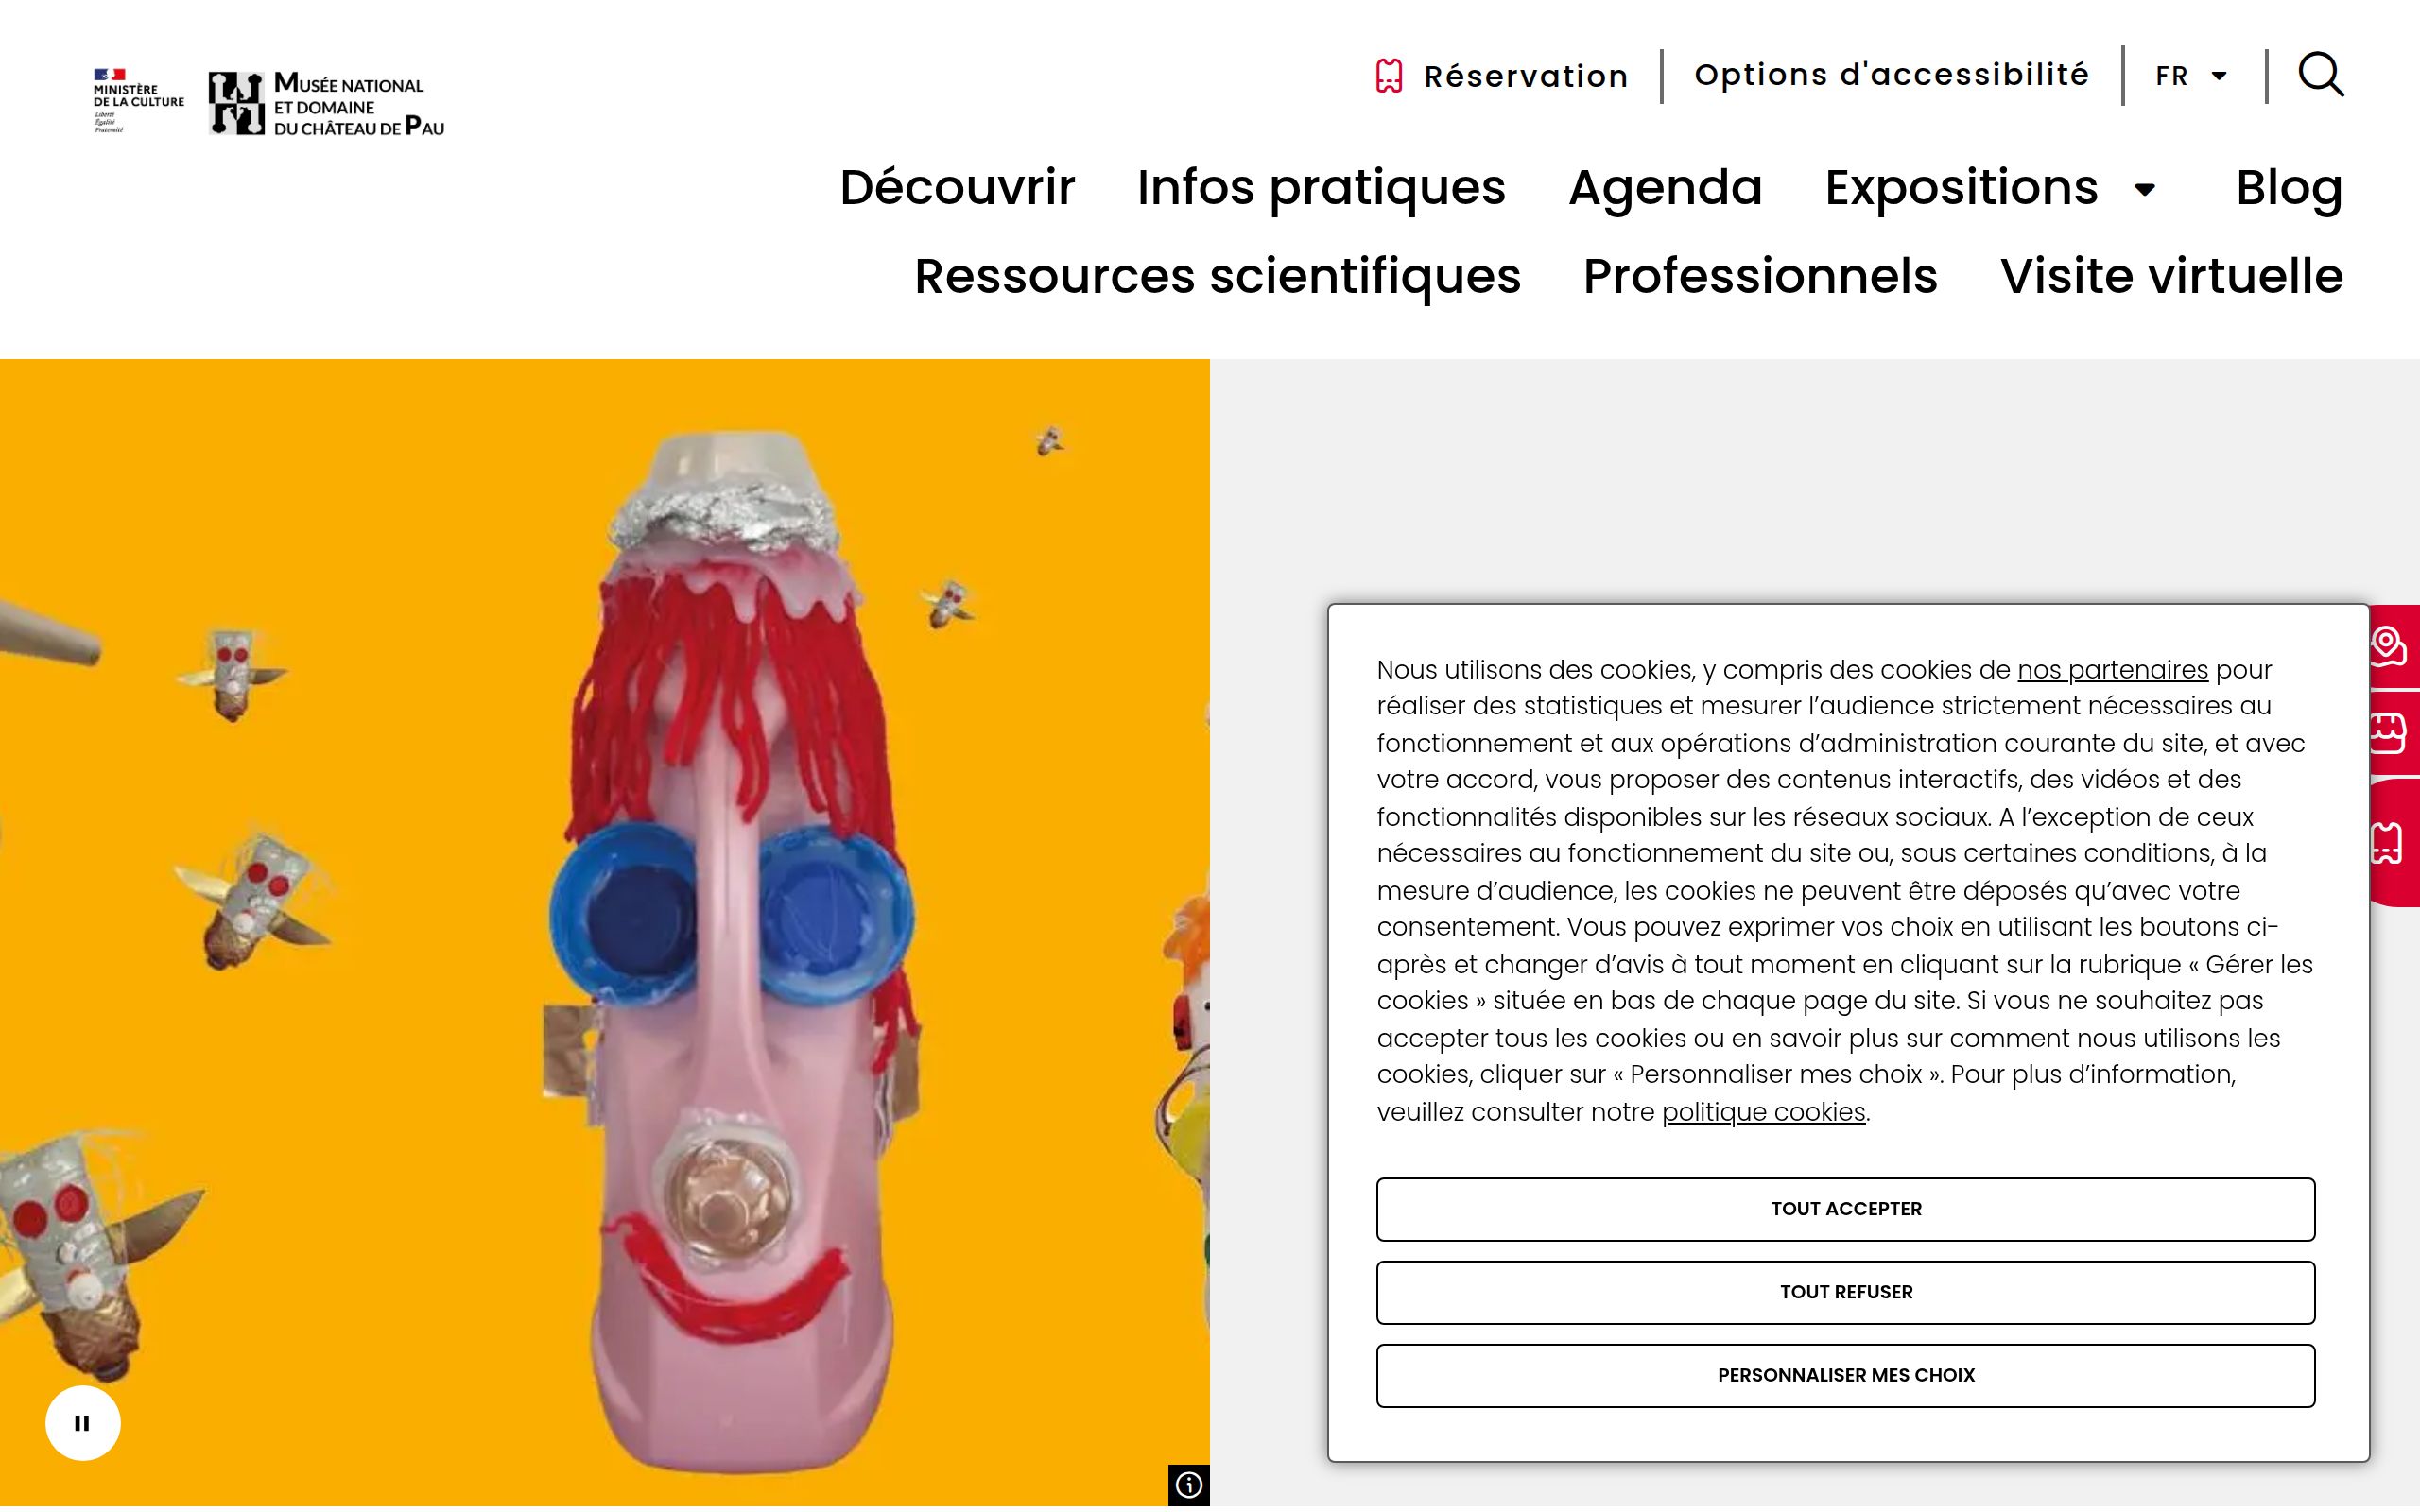 MINISTÈRE
DE LA CULTURE
Liberté
Égalité
Fraternité
MUSÉE NATIONAL
ET DOMAINE
DU CHÂTEAU DE PAU
Réservation
Options d'accessibilité
FR
Découvrir
Infos pratiques
Agenda
Expositions
Blog
Ressources scientifiques
Professionnels
Visite virtuelle
Nous utilisons des cookies, y compris des cookies de nos partenaires pour
réaliser des statistiques et mesurer l’audience strictement nécessaires au
fonctionnement et aux opérations d’administration courante du site, et avec
votre accord, vous proposer des contenus interactifs, des vidéos et des
fonctionnalités disponibles sur les réseaux sociaux. A l’exception de ceux
nécessaires au fonctionnement du site ou, sous certaines conditions, à la
mesure d’audience, les cookies ne peuvent être déposés qu’avec votre
consentement. Vous pouvez exprimer vos choix en utilisant les boutons ci-
après et changer d’avis à tout moment en cliquant sur la rubrique « Gérer les
cookies » située en bas de chaque page du site. Si vous ne souhaitez pas
accepter tous les cookies ou en savoir plus sur comment nous utilisons les
cookies, cliquer sur « Personnaliser mes choix ». Pour plus d’information,
veuillez consulter notre politique cookies.
TOUT ACCEPTER
TOUT REFUSER
PERSONNALISER MES CHOIX